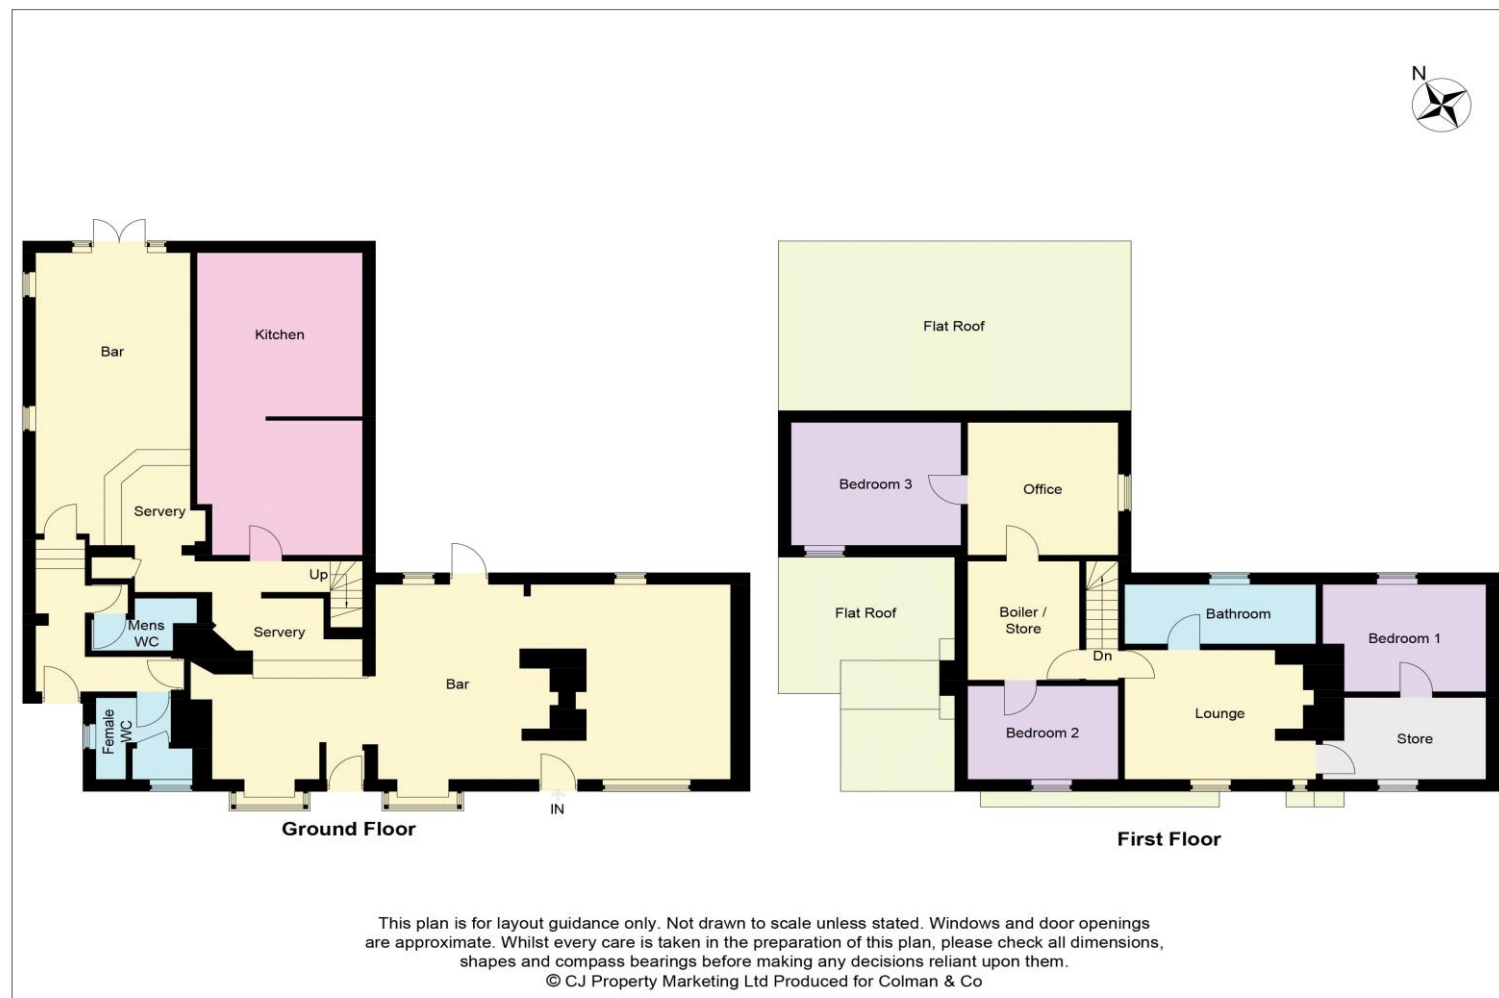 N
Bar
Kitchen
Servery
Up
Mens
WC
Servery
Bar
Female
WC
IN
Ground Floor
Flat Roof
Bedroom 3
Office
Flat Roof
Boiler /
Store
Bathroom
Bedroom 1
Dn
Bedroom 2
Lounge
Store
First Floor
This plan is for layout guidance only. Not drawn to scale unless stated. Windows and door openings
are approximate. Whilst every care is taken in the preparation of this plan, please check all dimensions,
shapes and compass bearings before making any decisions reliant upon them.
© CJ Property Marketing Ltd Produced for Colman & Co